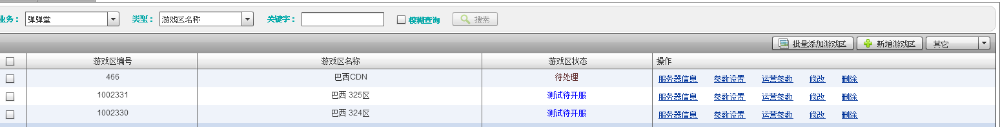 业务： 弹弹堂 类型： 游戏区名称 关键字： 模糊查询 搜索
批量添加游戏区 新增游戏区 其它
游戏区编号 游戏区名称 游戏区状态 操作
466 巴西CDN 待处理 服务器信息 参数设置 运营参数 修改 删除
1002331 巴西 325区 测试待开服 服务器信息 参数设置 运营参数 修改 删除
1002330 巴西 324区 测试待开服 服务器信息 参数设置 运营参数 修改 删除